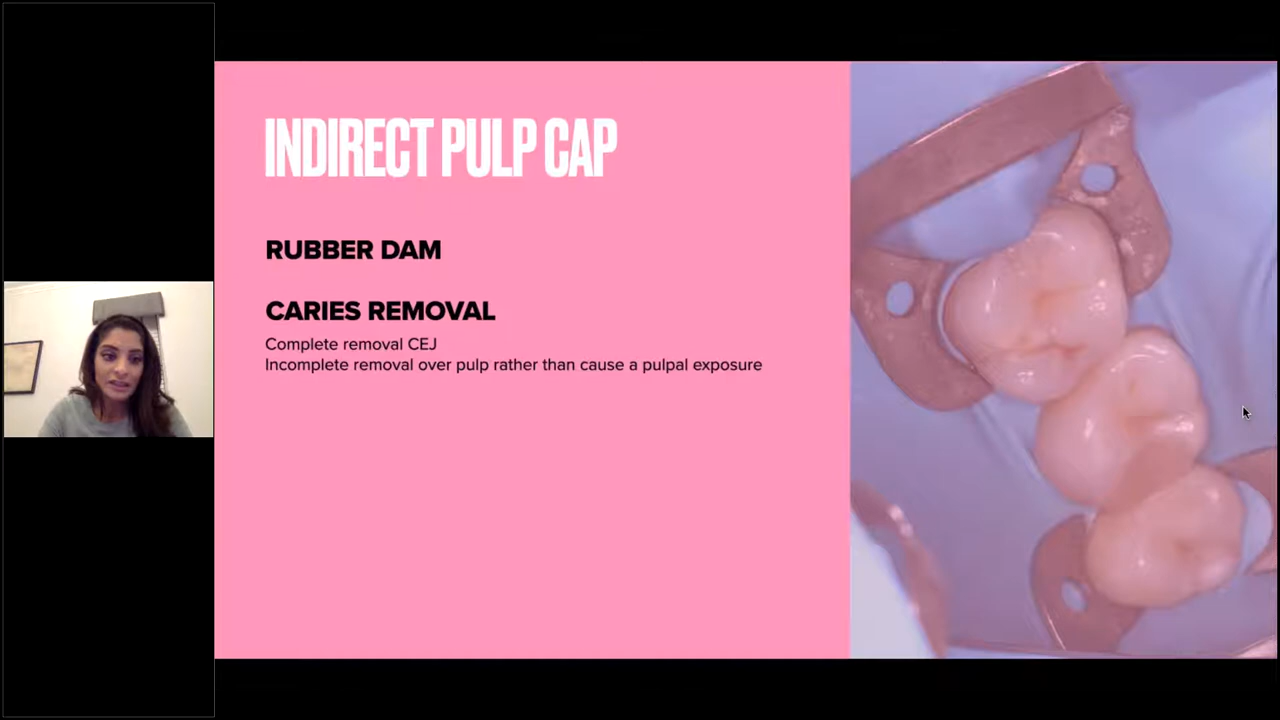 INDIRECT PULP CAP
RUBBER DAM
CARIES REMOVAL
Complete removal CEJ
Incomplete removal over pulp rather than cause a pulpal exposure